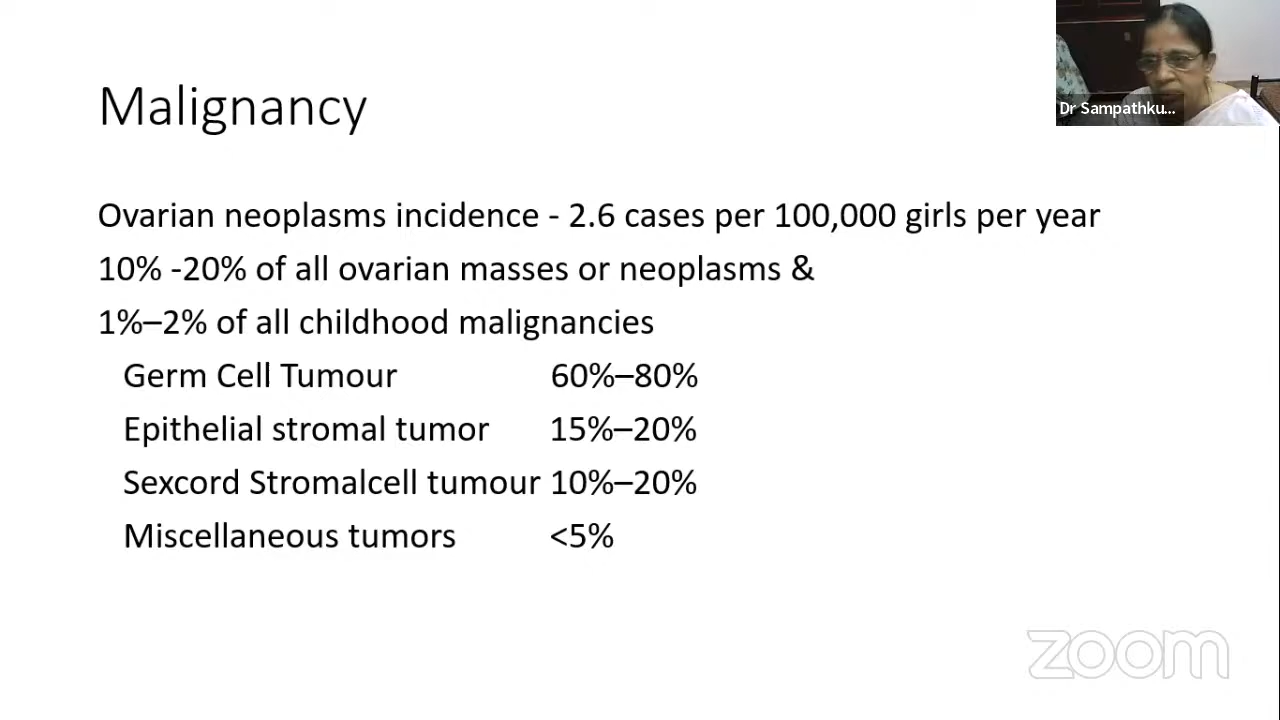 Malignancy
Dr Sampathku...
Ovarian neoplasms incidence - 2.6 cases per 100,000 girls per year
10% -20% of all ovarian masses or neoplasms &
1%–2% of all childhood malignancies
Germ Cell Tumour 60%–80%
Epithelial stromal tumor 15%–20%
Sexcord Stromalcell tumour 10%–20%
Miscellaneous tumors <5%
zoom